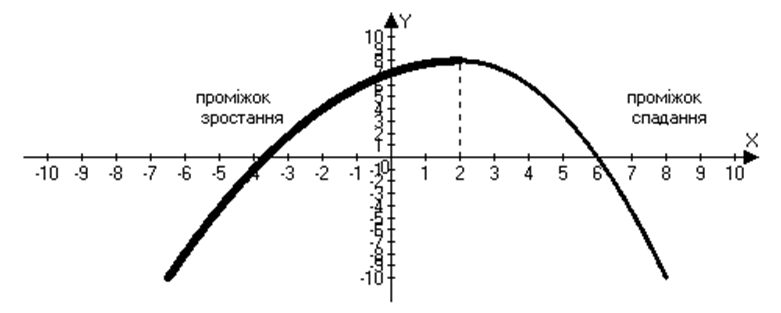 Y
10
9
8
7
6
5
4
3
2
1
проміжок
зростання
проміжок
спадання
X
-10 -9 -8 -7 -6 -5 -4 -3 -2 -1 0 1 2 3 4 5 6 7 8 9 10
-1
-2
-3
-4
-5
-6
-7
-8
-9
-10